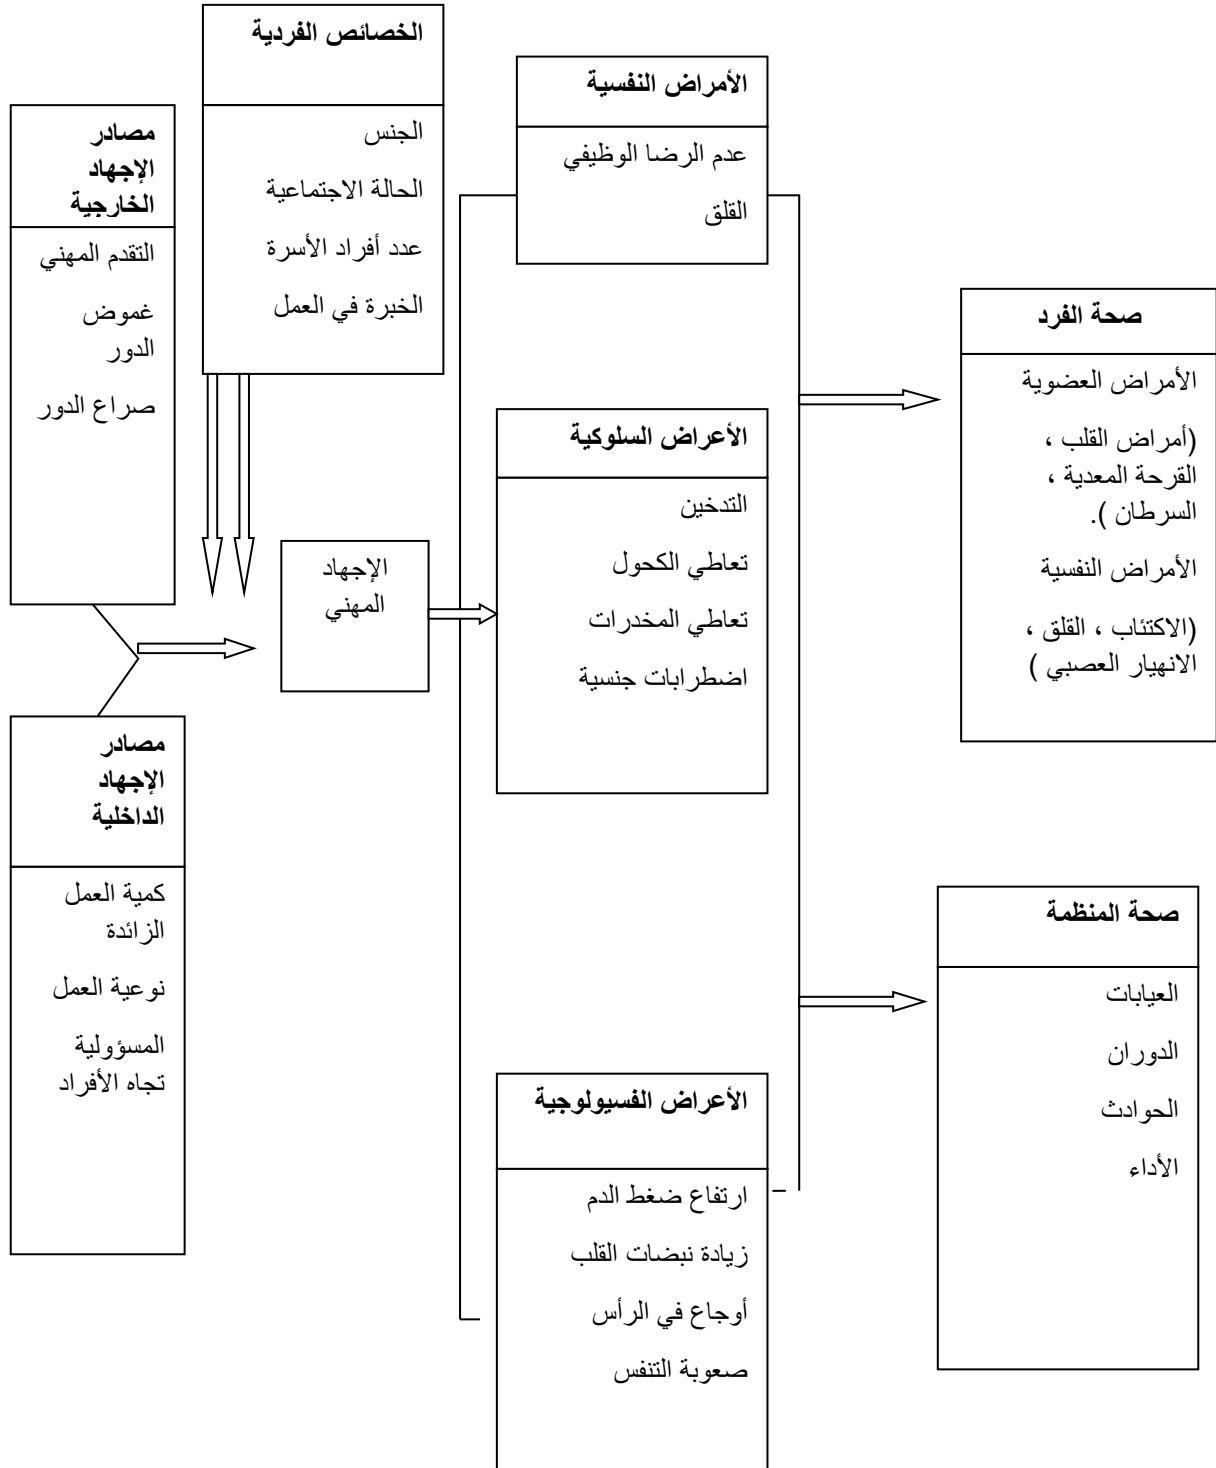 الخصائص الفردية
الجنس
الحالة الاجتماعية
عدد أفراد الأسرة
الخبرة في العمل
مصادر
الإجهاد
الخارجية
التقدم المهني
غموض
الدور
صراع الدور
مصادر
الإجهاد
الداخلية
كمية العمل
الزائدة
نوعية العمل
المسؤولية
تجاه الأفراد
الإجهاد
المهني
الأمراض النفسية
عدم الرضا الوظيفي
القلق
الأعراض السلوكية
التدخين
تعاطي الكحول
تعاطي المخدرات
اضطرابات جنسية
الأعراض الفسيولوجية
ارتفاع ضغط الدم
زيادة نبضات القلب
أوجاع في الرأس
صعوبة التنفس
صحة الفرد
الأمراض العضوية
(أمراض القلب ،
القرحة المعدية ،
السرطان ).
الأمراض النفسية
(الاكتئاب ، القلق ،
الانهيار العصبي )
صحة المنظمة
العيابات
الدوران
الحوادث
الأداء